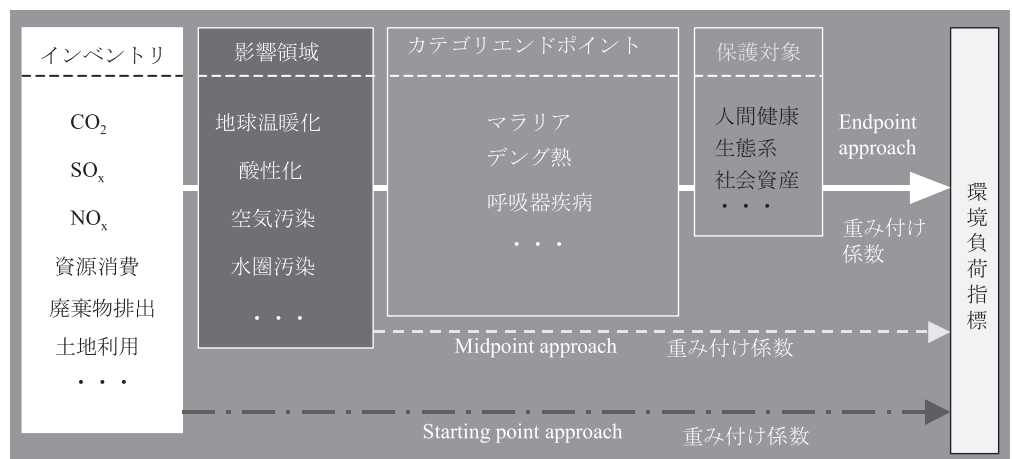 インベントリ
CO2
SOx
NOx
資源消費
廃棄物排出
土地利用
・・・
影響領域
地球温暖化
酸性化
空気汚染
水圏汚染
・・・
カテゴリエンドポイント
マラリア
デング熱
呼吸器疾病
・・・
保護対象
人間健康
生態系
社会資産
・・・
Endpoint
approach
重み付け
係数
Midpoint approach
重み付け係数
Starting point approach
重み付け係数
環境負荷指標